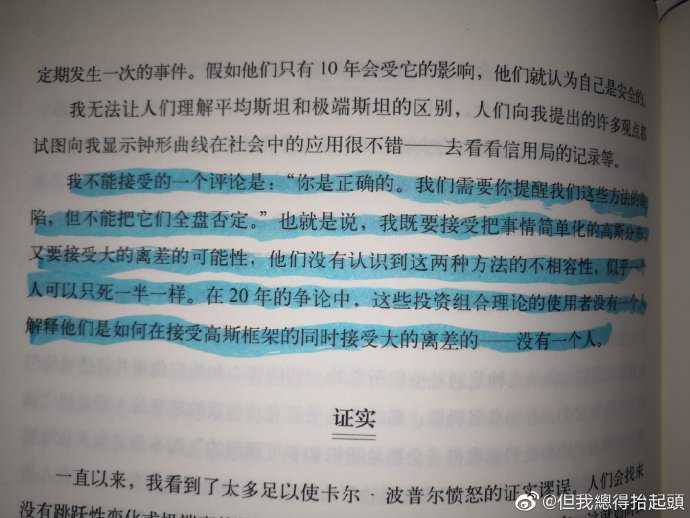 定期发生一次的事件。假如他们只有10年会受它的影响，他们就认为自己是安全的。
我无法让人们理解平均斯坦和极端斯坦的区别，人们向我提出的许多观点都
试图向我显示钟形曲线在社会中的应用很不错——去看看信用局的记录等。
我不能接受的一个评论是：“你是正确的。我们需要你提醒我们这些方法的缺
陷，但不能把它们全盘否定。”也就是说，我既要接受把事情简单化的高斯分布，
又要接受大的离差的可能性，他们没有认识到这两种方法的不相容性，似乎一个
人可以只死一半一样。在20年的争论中，这些投资组合理论的使用者没有一个人
解释他们是如何在接受高斯框架的同时接受大的离差的——没有一个人。
证实
一直以来，我看到了太多足以使卡尔·波普尔愤怒的证实谬误，人们会找来
没有跳跃性变化或极端事
@但我總得抬起頭